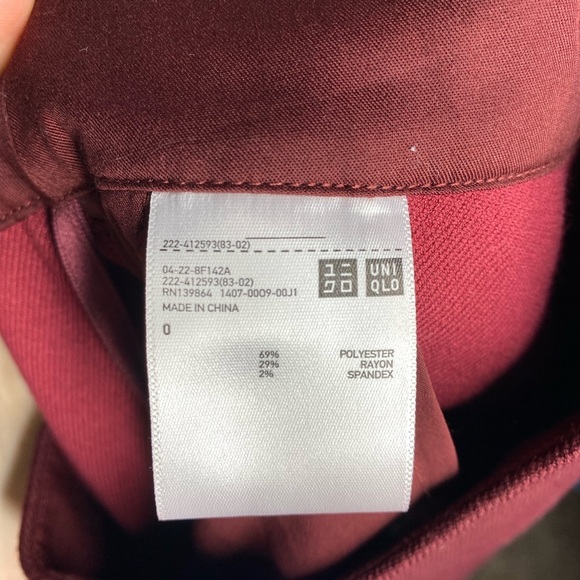 222-412593(83-02)
04-22-8F142A
222-412593(83-02)
RN139864 1407-0009-00J1
MADE IN CHINA
ユニ
クロ
UNI
QLO
0
69% POLYESTER
29% RAYON
2% SPANDEX